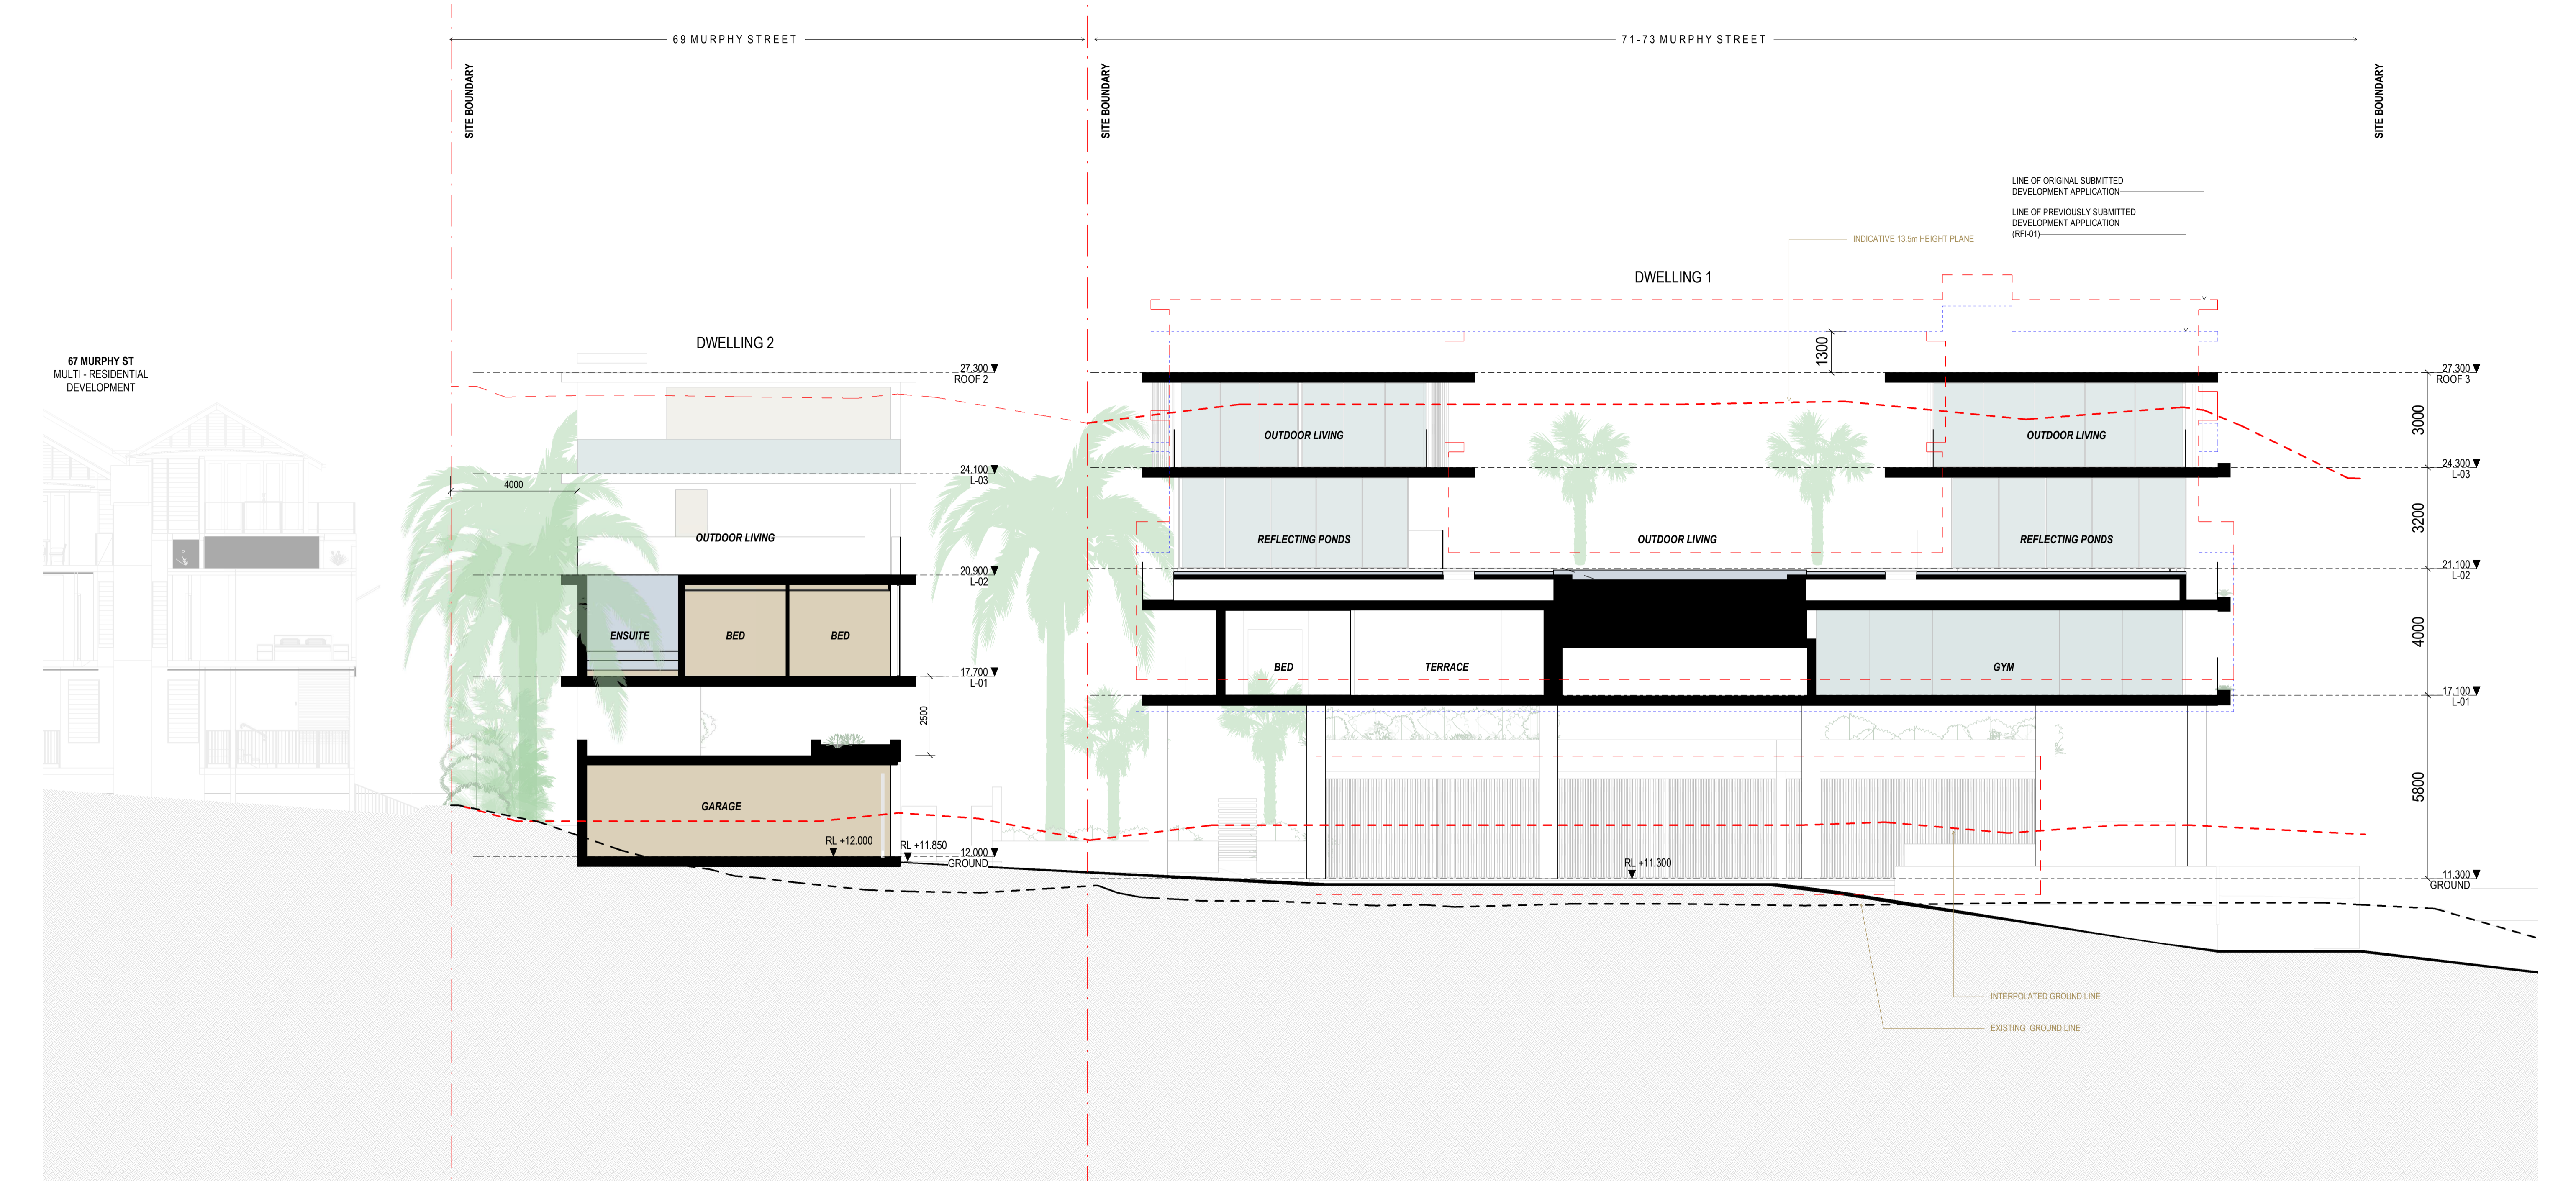 69 MURPHY STREET
71-73 MURPHY STREET
SITE BOUNDARY
SITE BOUNDARY
SITE BOUNDARY
LINE OF ORIGINAL SUBMITTED
DEVELOPMENT APPLICATION
LINE OF PREVIOUSLY SUBMITTED
DEVELOPMENT APPLICATION
(RFI-01)
INDICATIVE 13.5m HEIGHT PLANE
DWELLING 1
DWELLING 2
67 MURPHY ST
MULTI - RESIDENTIAL
DEVELOPMENT
1300
27.300
ROOF 2
27.300
ROOF 3
3000
OUTDOOR LIVING
OUTDOOR LIVING
24.100
L-03
24.300
L-03
4000
3200
OUTDOOR LIVING
REFLECTING PONDS
OUTDOOR LIVING
REFLECTING PONDS
20.900
L-02
21.100
L-02
4000
ENSUITE
BED
BED
BED
TERRACE
GYM
17.700
L-01
17.100
L-01
2500
5800
GARAGE
RL +12.000
RL +11.850
12.000
GROUND
RL +11.300
11.300
GROUND
INTERPOLATED GROUND LINE
EXISTING GROUND LINE